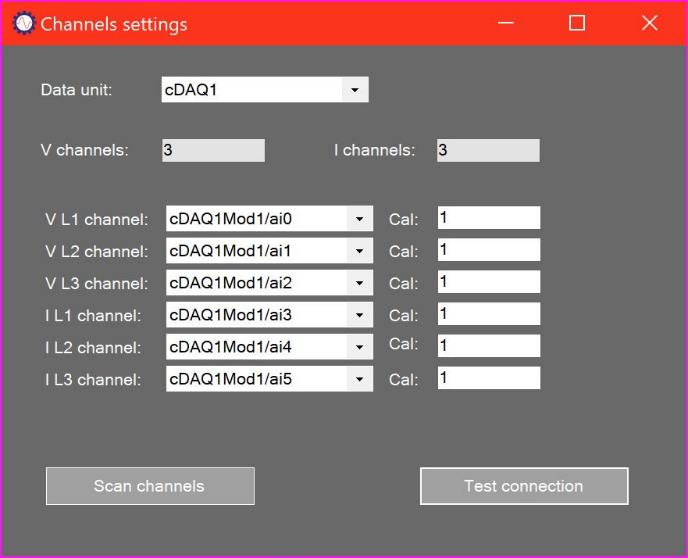 Channels settings
Data unit: cDAQ1
V channels: 3 I channels: 3
V L1 channel: cDAQ1Mod1/ai0 Cal: 1
V L2 channel: cDAQ1Mod1/ai1 Cal: 1
V L3 channel: cDAQ1Mod1/ai2 Cal: 1
I L1 channel: cDAQ1Mod1/ai3 Cal: 1
I L2 channel: cDAQ1Mod1/ai4 Cal: 1
I L3 channel: cDAQ1Mod1/ai5 Cal: 1
Scan channels Test connection